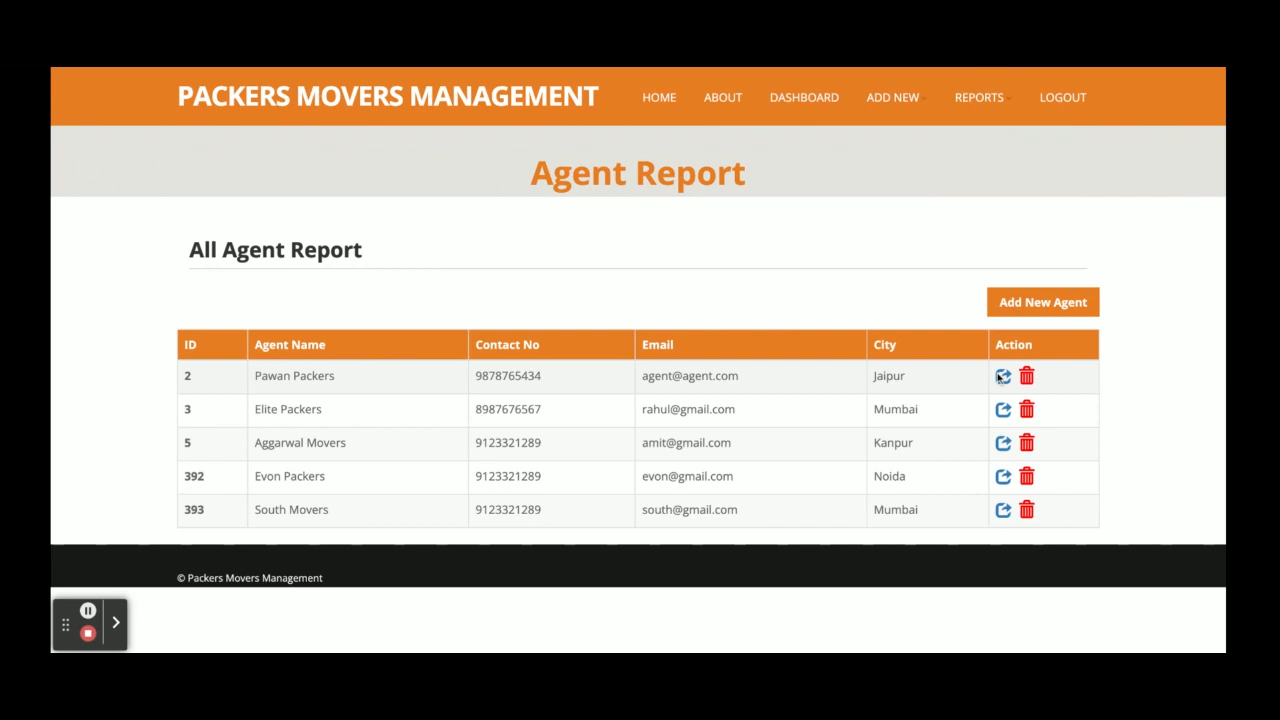 PACKERS MOVERS MANAGEMENT HOME ABOUT DASHBOARD ADD NEW REPORTS LOGOUT
Agent Report
All Agent Report
Add New Agent
ID Agent Name Contact No Email City Action
2 Pawan Packers 9878765434 agent@agent.com Jaipur
3 Elite Packers 8987676567 rahul@gmail.com Mumbai
5 Aggarwal Movers 9123321289 amit@gmail.com Kanpur
392 Evon Packers 9123321289 evon@gmail.com Noida
393 South Movers 9123321289 south@gmail.com Mumbai
© Packers Movers Management